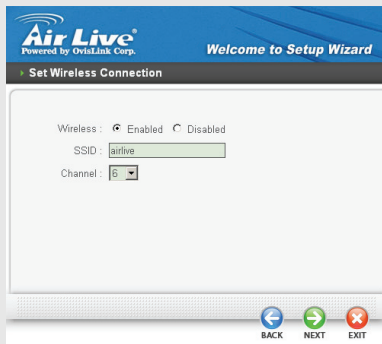 Air Live®
Powered by OvisLink Corp.
Welcome to Setup Wizard
Set Wireless Connection
Wireless : Enabled Disabled
SSID : airlive
Channel : 6
BACK NEXT EXIT